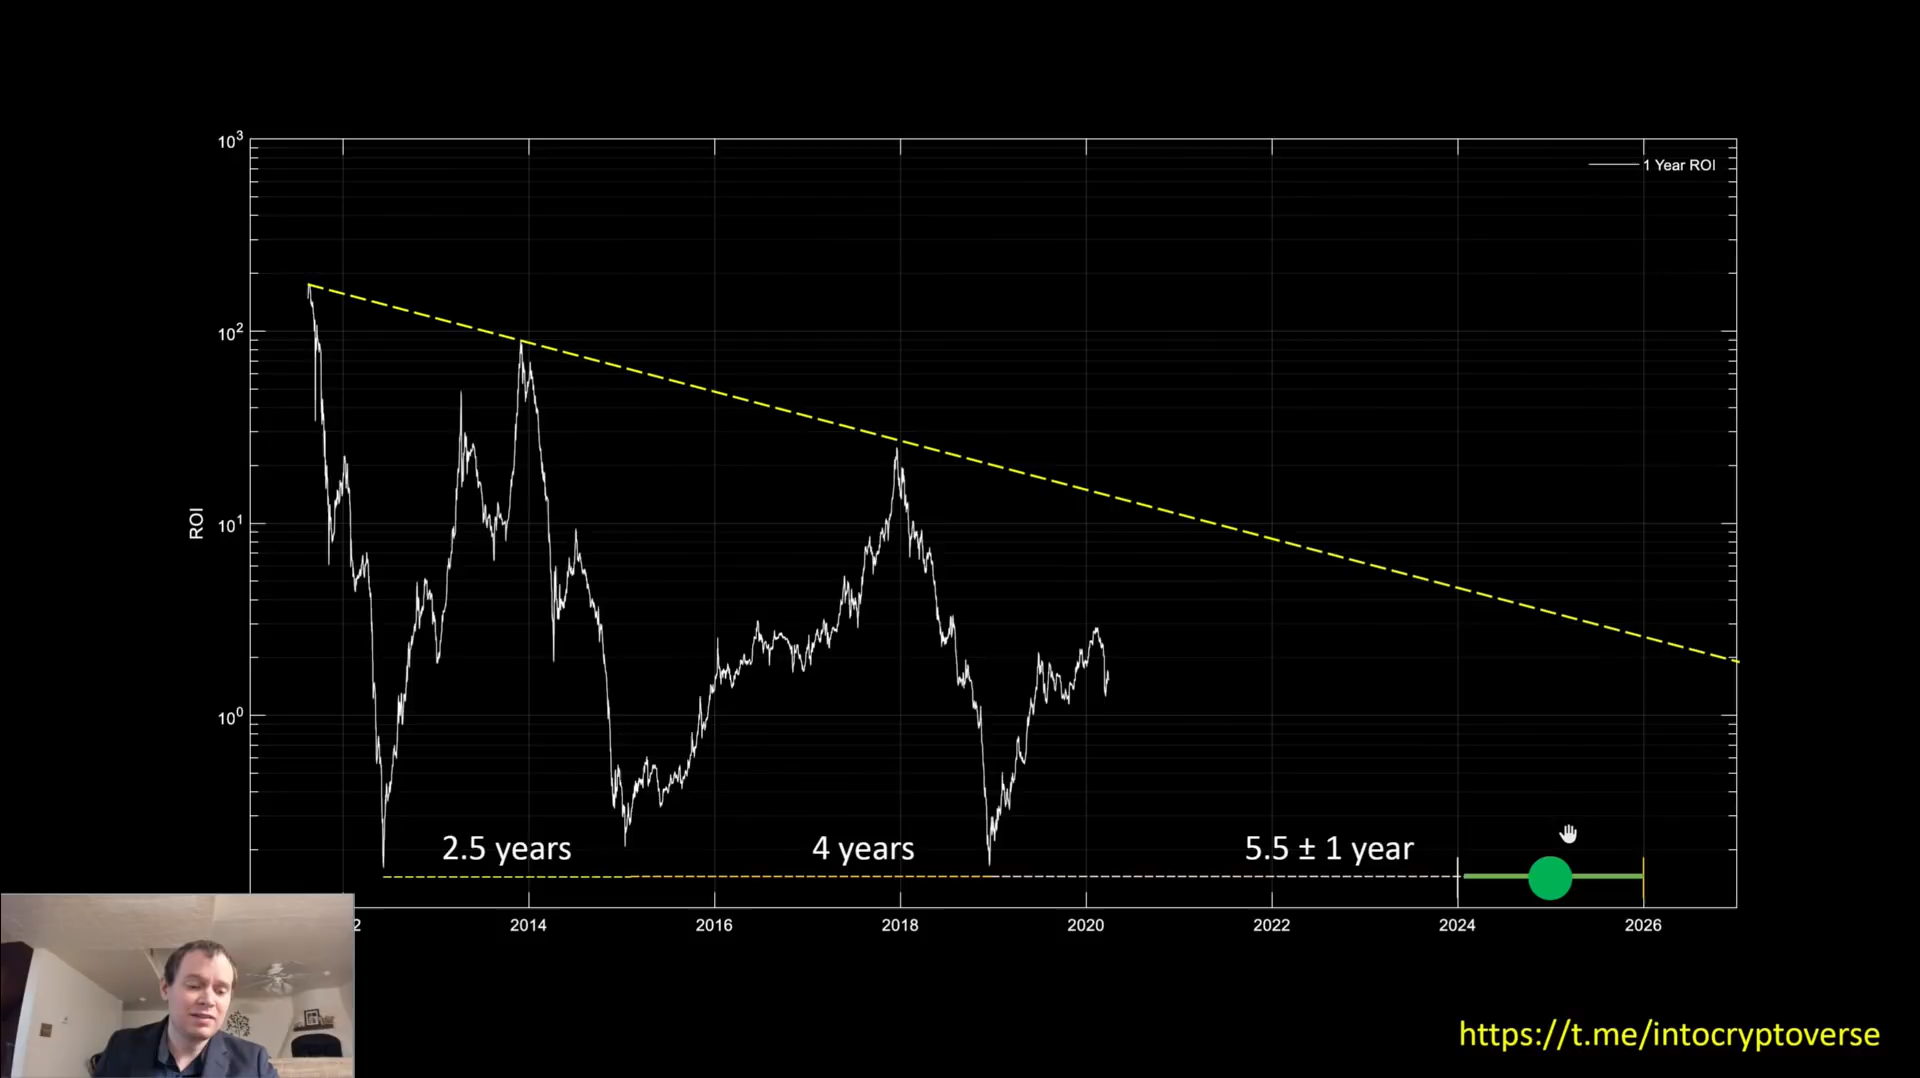 10³
1 Year ROI
10²
ROI
10¹
10⁰
2.5 years
4 years
5.5 ± 1 year
2
2014
2016
2018
2020
2022
2024
2026
https://t.me/intocryptoverse